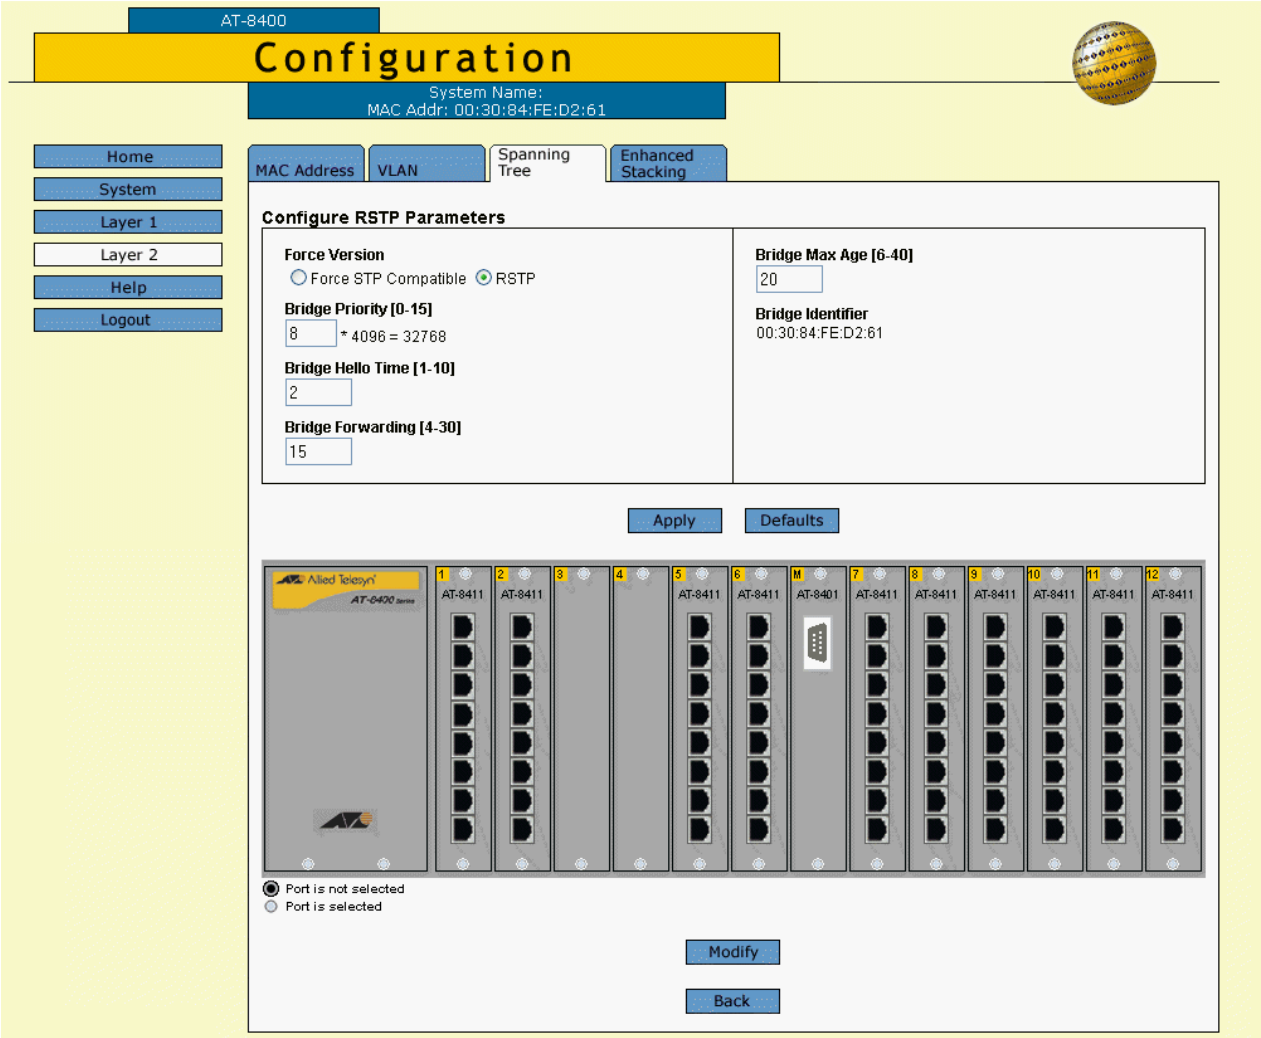 AT-8400
Configuration
System Name:
MAC Addr: 00:30:84:FE:D2:61
Home
System
Layer 1
Layer 2
Help
Logout
MAC Address
VLAN
Spanning
Tree
Enhanced
Stacking
Configure RSTP Parameters
Force Version
Force STP Compatible RSTP
Bridge Priority [0-15]
8 * 4096 = 32768
Bridge Hello Time [1-10]
2
Bridge Forwarding [4-30]
15
Bridge Max Age [6-40]
20
Bridge Identifier
00:30:84:FE:D2:61
Apply Defaults
Allied Telesyn
AT-8400 Series
1 2 3 4 5 6 M 7 8 9 10 11 12
AT-8411 AT-8411 AT-8411 AT-8411 AT-8401 AT-8411 AT-8411 AT-8411 AT-8411 AT-8411 AT-8411
Port is not selected
Port is selected
Modify
Back